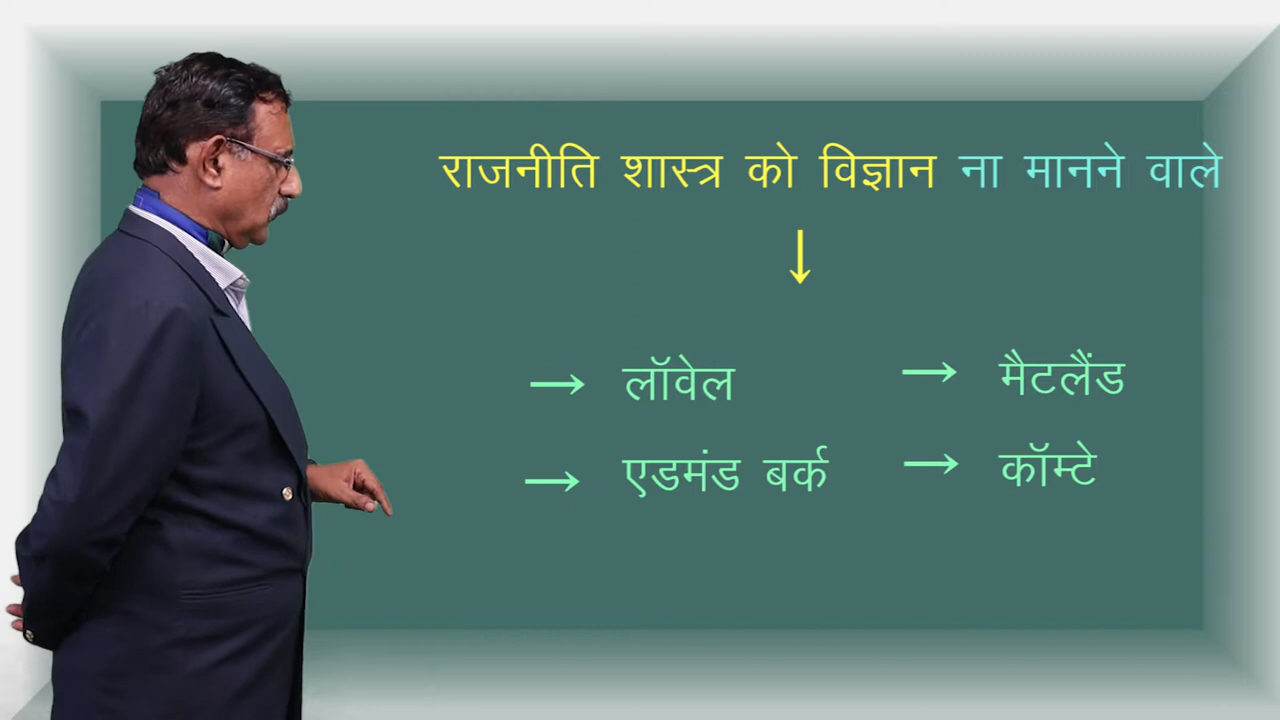 राजनीति शास्त्र को विज्ञान ना मानने वाले
↓
→ लॉवेल → मैटलैंड
→ एडमंड बर्क → कॉम्टे